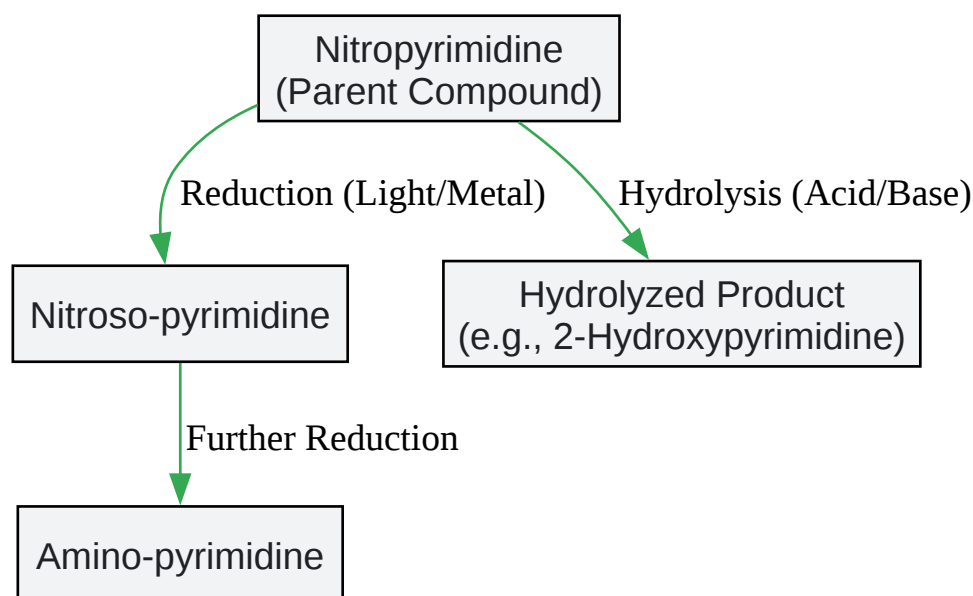 Nitropyrimidine
(Parent Compound)
Reduction (Light/Metal)
Hydrolysis (Acid/Base)
Nitroso-pyrimidine
Hydrolyzed Product
(e.g., 2-Hydroxypyrimidine)
Further Reduction
Amino-pyrimidine